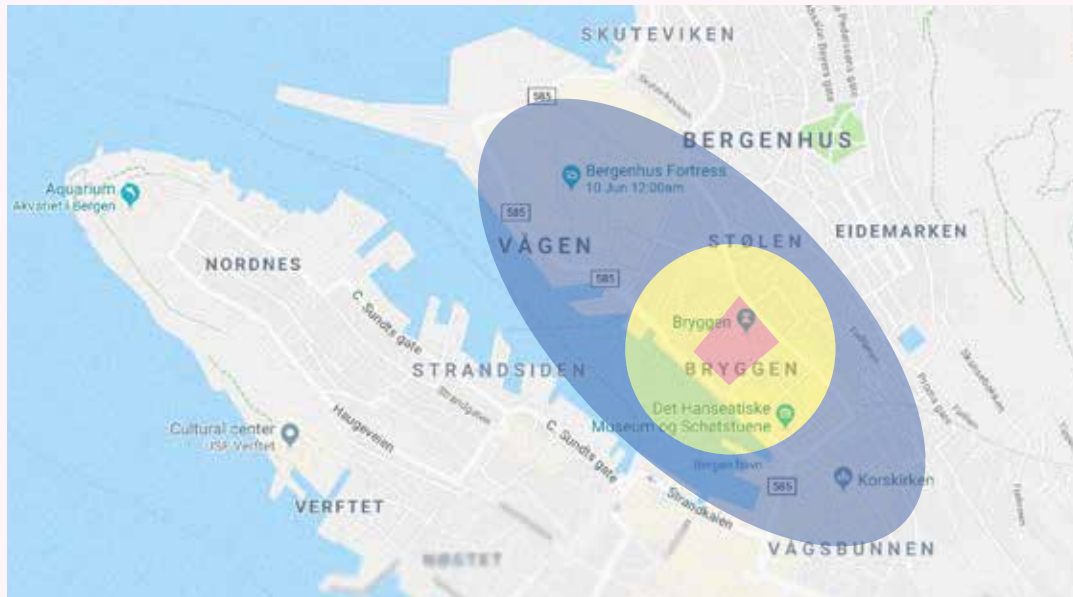 SKUTEVIKEN
585
BERGENHUS
Bergenhus Fortress
10 Jun 12:00am
Aquarium
Akvariet i Bergen
585
VÅGEN
STØLEN
EIDEMARKEN
NORDNES
585
C. Sundts gate
Bryggen
STRANDSIDEN
BRYGGEN
Strandgaten
Haugeveien
Det Hanseatiske
Museum og Schøtstuene
Cultural center
USF Verftet
C. Sundts gate
Korskirken
585
Strandkaien
VERFTET
VÅGSBUNNEN
NØSTET